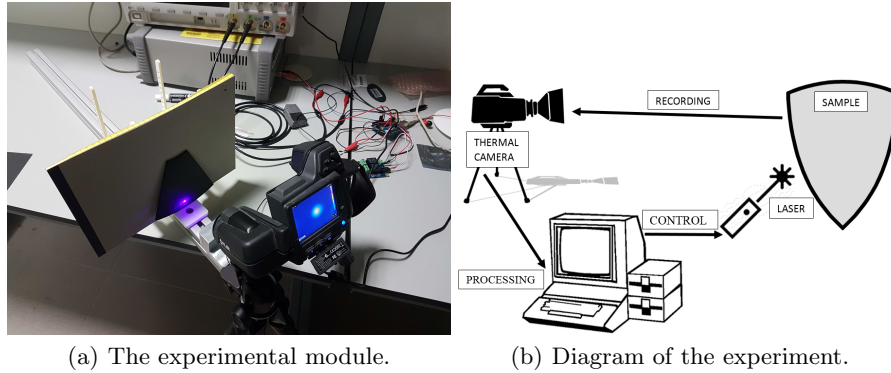 RECORDING
SAMPLE
THERMAL
CAMERA
LASER
CONTROL
PROCESSING
(a) The experimental module.
(b) Diagram of the experiment.